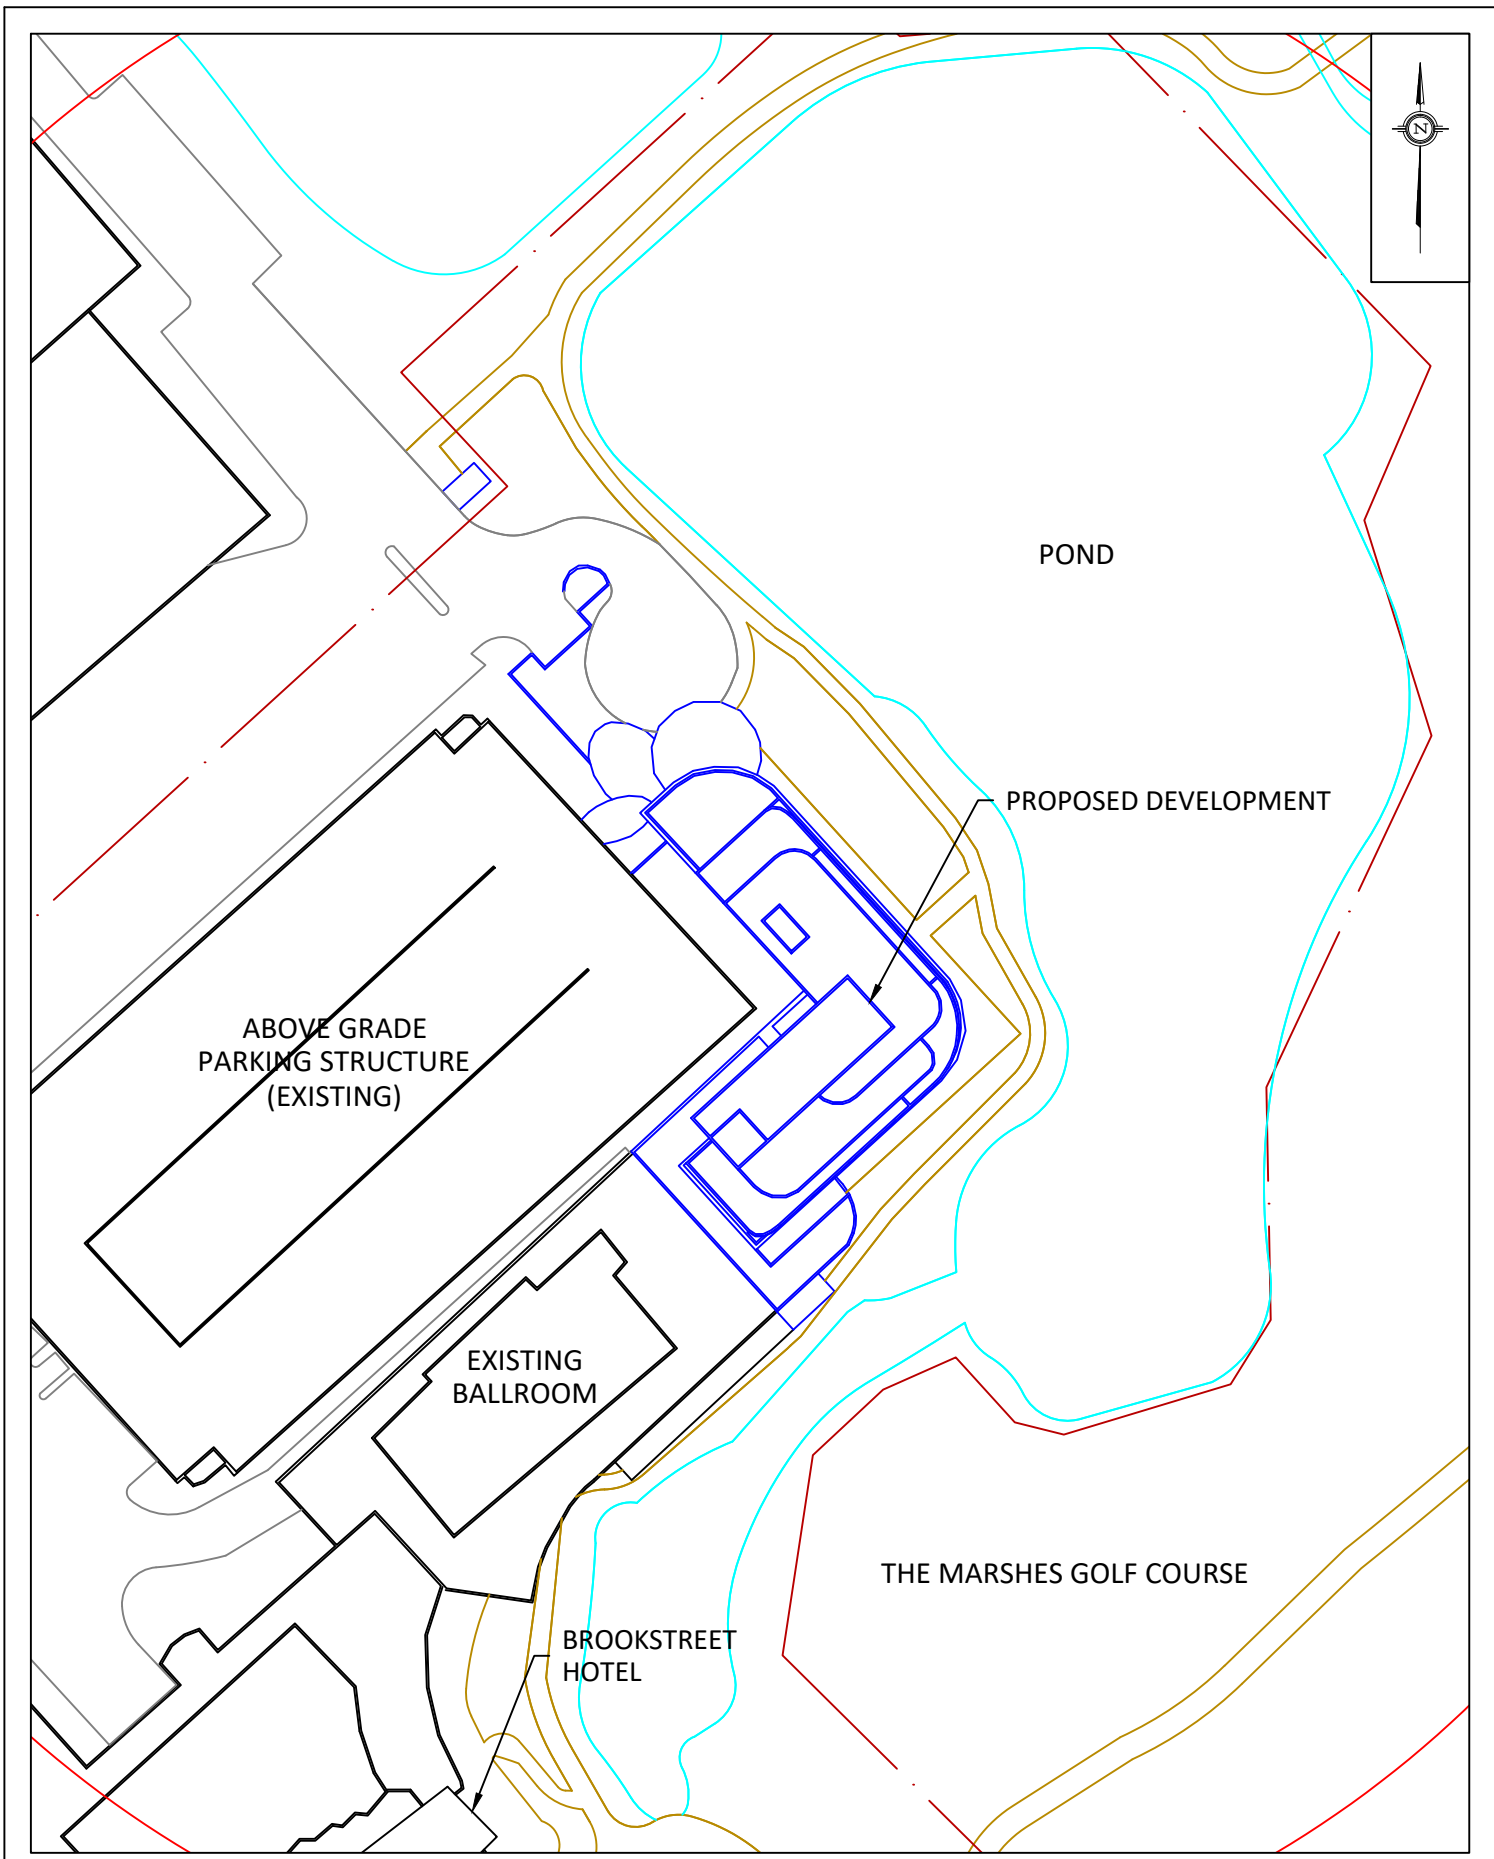 N
POND
PROPOSED DEVELOPMENT
ABOVE GRADE
PARKING STRUCTURE
(EXISTING)
EXISTING
BALLROOM
THE MARSHES GOLF COURSE
BROOKSTREET
HOTEL